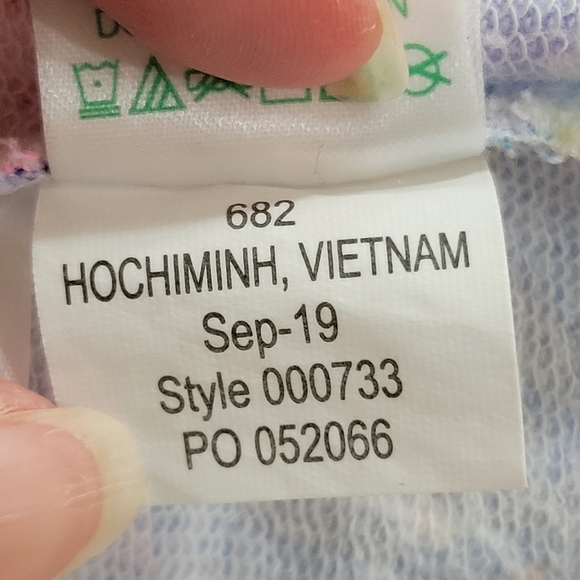 682
HOCHIMINH, VIETNAM
Sep-19
Style 000733
PO 052066